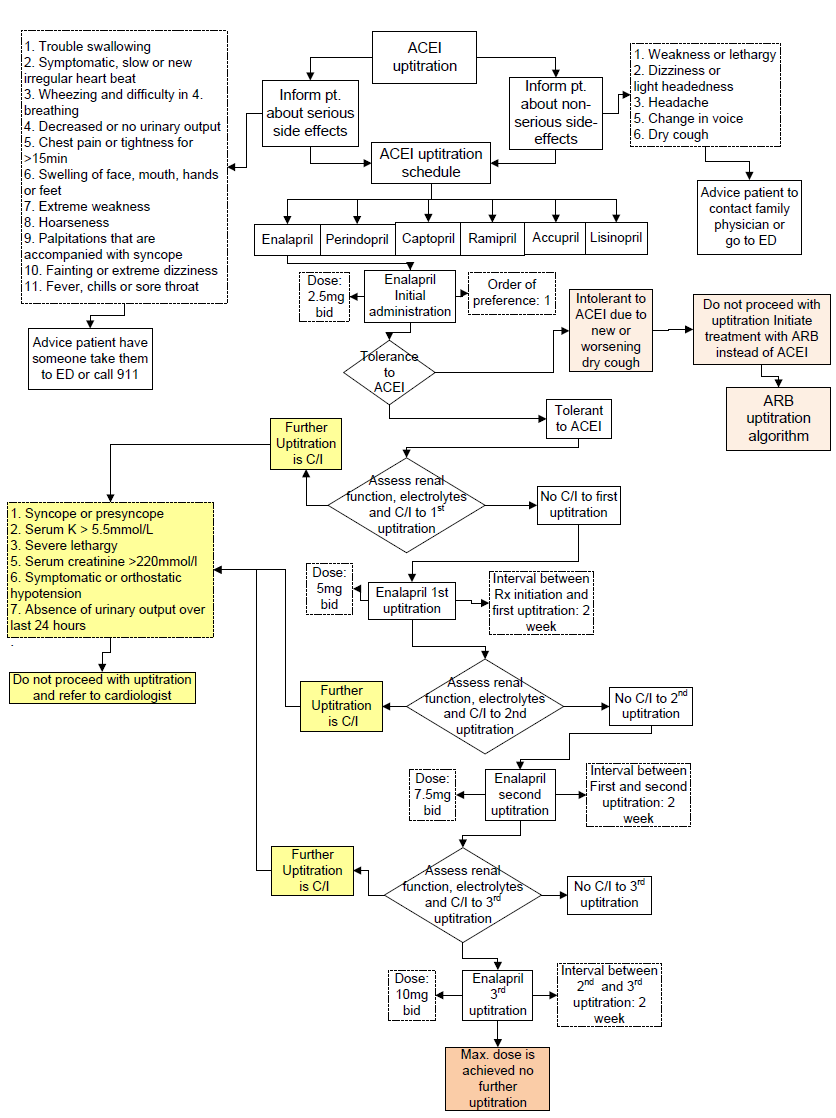 ACEI
uptitration
1. Trouble swallowing
2. Symptomatic, slow or new
irregular heart beat
3. Wheezing and difficulty in 4.
breathing
4. Decreased or no urinary output
5. Chest pain or tightness for
>15min
6. Swelling of face, mouth, hands
or feet
7. Extreme weakness
8. Hoarseness
9. Palpitations that are
accompanied with syncope
10. Fainting or extreme dizziness
11. Fever, chills or sore throat
Inform pt.
about serious
side effects
Inform pt.
about non-
serious side-
effects
1. Weakness or lethargy
2. Dizziness or
light headedness
3. Headache
5. Change in voice
6. Dry cough
ACEI uptitration
schedule
Advice patient to
contact family
physician or
go to ED
Enalapril
Perindopril
Captopril
Ramipril
Accupril
Lisinopril
Advice patient have
someone take them
to ED or call 911
Dose:
2.5mg
bid
Enalapril
Initial
administration
Order of
preference: 1
Intolerant to
ACEI due to
new or
worsening
dry cough
Do not proceed with
uptitration Initiate
treatment with ARB
instead of ACEI
Tolerance
to
ACEI
ARB
uptitration
algorithm
Tolerant
to ACEI
Further
Uptitration
is C/I
Assess renal
function, electrolytes
and C/I to 1st
uptitration
No C/I to first
uptitration
1. Syncope or presyncope
2. Serum K > 5.5mmol/L
3. Severe lethargy
5. Serum creatinine >220mmol/l
6. Symptomatic or orthostatic
hypotension
7. Absence of urinary output over
last 24 hours
.
Dose:
5mg
bid
Enalapril 1st
uptitration
Interval between
Rx initiation and
first uptitration: 2
week
Do not proceed with uptitration
and refer to cardiologist
Further
Uptitration
is C/I
Assess renal
function, electrolytes
and C/I to 2nd
uptitration
No C/I to 2nd
uptitration
Dose:
7.5mg
bid
Enalapril
second
uptitration
Interval between
First and second
uptitration: 2
week
Further
Uptitration
is C/I
Assess renal
function, electrolytes
and C/I to 3rd
uptitration
No C/I to 3rd
uptitration
Dose:
10mg
bid
Enalapril
3rd
uptitration
Interval between
2nd and 3rd
uptitration: 2
week
Max. dose is
achieved no
further
uptitration